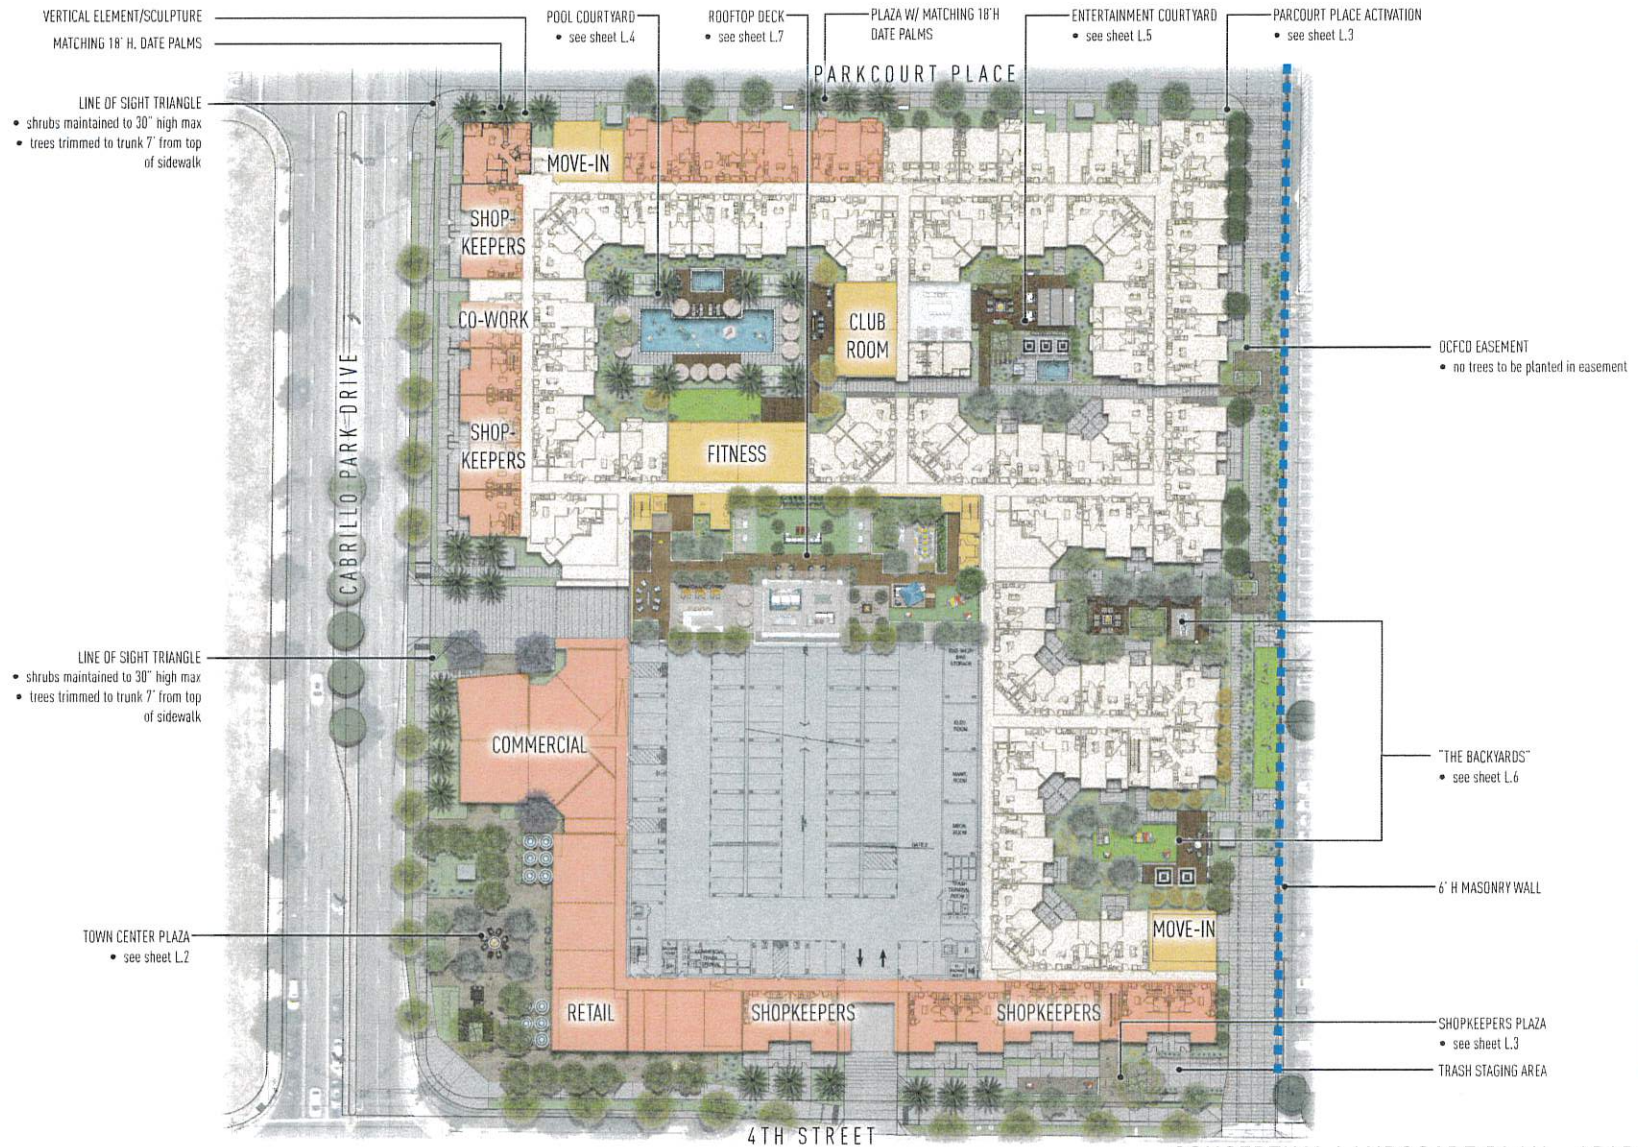 VERTICAL ELEMENT/SCULPTURE
MATCHING 18' H. DATE PALMS
POOL COURTYARD
• see sheet L.4
ROOFTOP DECK
• see sheet L.7
PLAZA W/ MATCHING 18'H
DATE PALMS
ENTERTAINMENT COURTYARD
• see sheet L.5
PARCOURT PLACE ACTIVATION
• see sheet L.3
PARKCOURT PLACE
LINE OF SIGHT TRIANGLE
• shrubs maintained to 30" high max
• trees trimmed to trunk 7' from top
of sidewalk
MOVE-IN
SHOP-
KEEPERS
CO-WORK
CLUB
ROOM
OCFCD EASEMENT
• no trees to be planted in easement
CABRILLO PARK DRIVE
SHOP-
KEEPERS
FITNESS
LINE OF SIGHT TRIANGLE
• shrubs maintained to 30" high max
• trees trimmed to trunk 7' from top
of sidewalk
COMMERCIAL
"THE BACKYARDS"
• see sheet L.6
6' H MASONRY WALL
TOWN CENTER PLAZA
• see sheet L.2
MOVE-IN
RETAIL
SHOPKEEPERS
SHOPKEEPERS
SHOPKEEPERS PLAZA
• see sheet L.3
TRASH STAGING AREA
4TH STREET